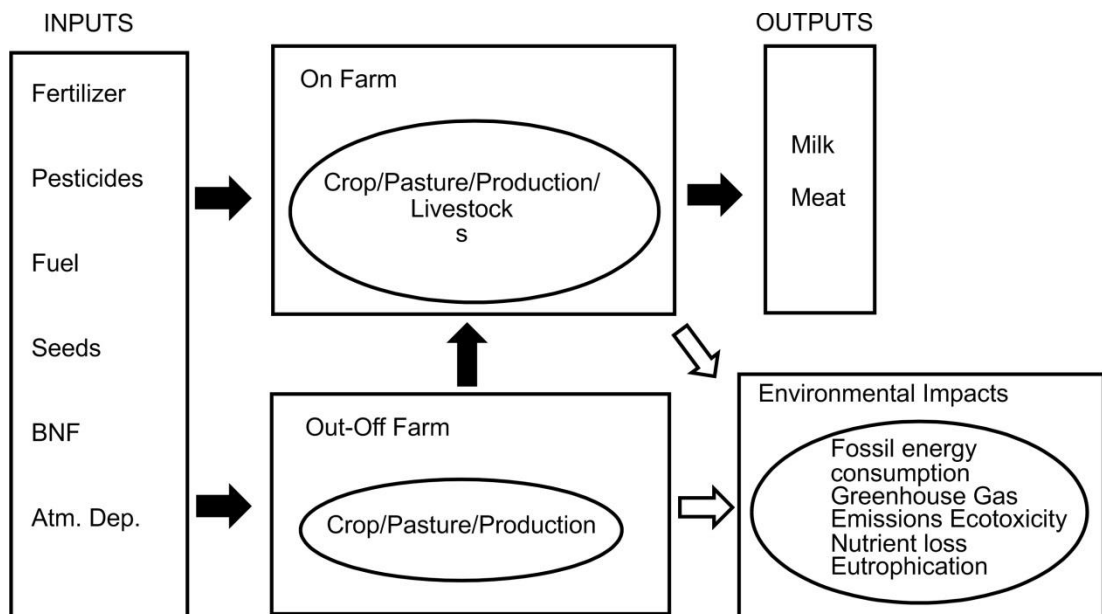 INPUTS
Fertilizer
Pesticides
Fuel
Seeds
BNF
Atm. Dep.
On Farm
Crop/Pasture/Production/
Livestock
s
Out-Off Farm
Crop/Pasture/Production
OUTPUTS
Milk
Meat
Environmental Impacts
Fossil energy
consumption
Greenhouse Gas
Emissions Ecotoxicity
Nutrient loss
Eutrophication